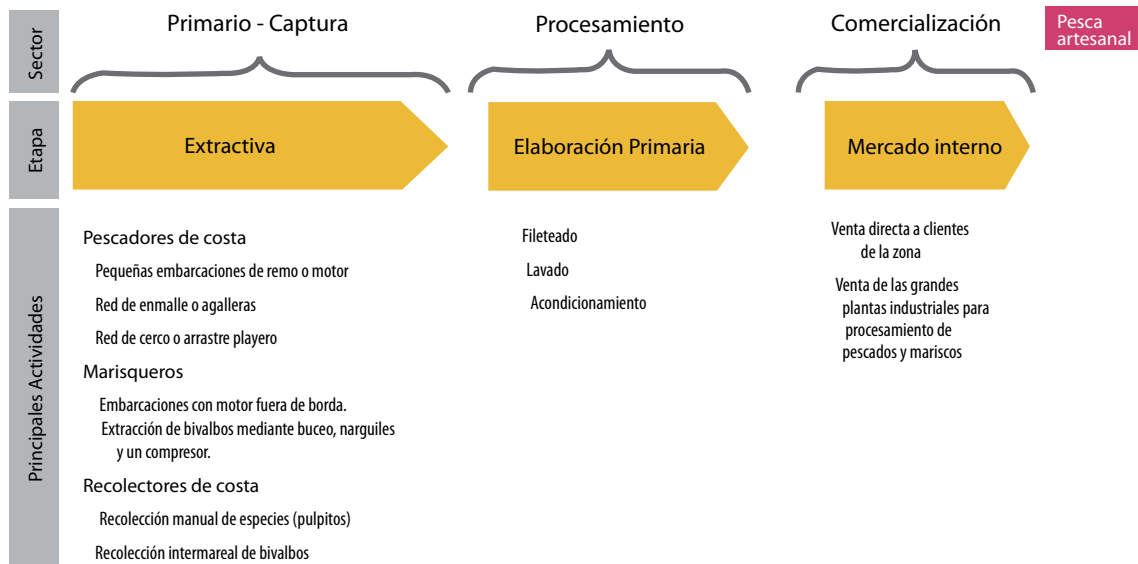 Sector
Primario - Captura
Procesamiento
Comercialización
Pesca
artesanal
Etapa
Extractiva
Elaboración Primaria
Mercado interno
Principales Actividades
Pescadores de costa
Pequeñas embarcaciones de remo o motor
Red de enmalle o agalleras
Red de cerco o arrastre playero
Marisqueros
Embarcaciones con motor fuera de borda.
Extracción de bivalbos mediante buceo, narguiles
y un compresor.
Recolectores de costa
Recolección manual de especies (pulpitos)
Recolección intermareal de bivalbos
Fileteado
Lavado
Acondicionamiento
Venta directa a clientes
de la zona
Venta de las grandes
plantas industriales para
procesamiento de
pescados y mariscos